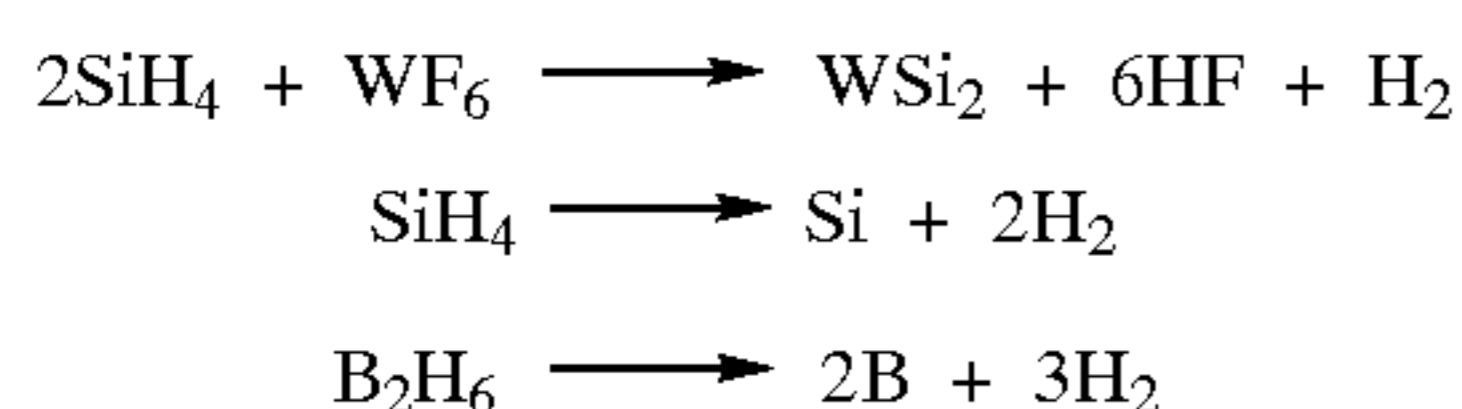 2SiH₄ + WF₆ ⟶ WSi₂ + 6HF + H₂
SiH₄ ⟶ Si + 2H₂
B₂H₆ ⟶ 2B + 3H₂